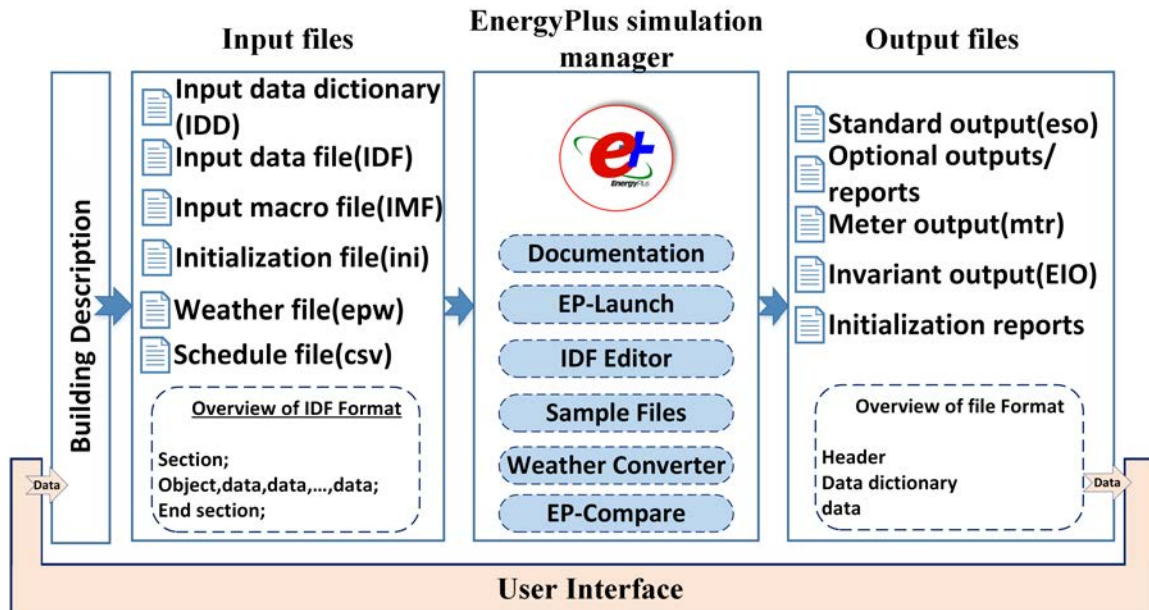 Input files
EnergyPlus simulation
manager
Output files
Building Description
Data
Input data dictionary
(IDD)
Input data file(IDF)
Input macro file(IMF)
Initialization file(ini)
Weather file(epw)
Schedule file(csv)
Overview of IDF Format
Section;
Object,data,data,...,data;
End section;
e+
EnergyPlus
Documentation
EP-Launch
IDF Editor
Sample Files
Weather Converter
EP-Compare
Standard output(eso)
Optional outputs/
reports
Meter output(mtr)
Invariant output(EIO)
Initialization reports
Overview of file Format
Header
Data dictionary
data
Data
User Interface